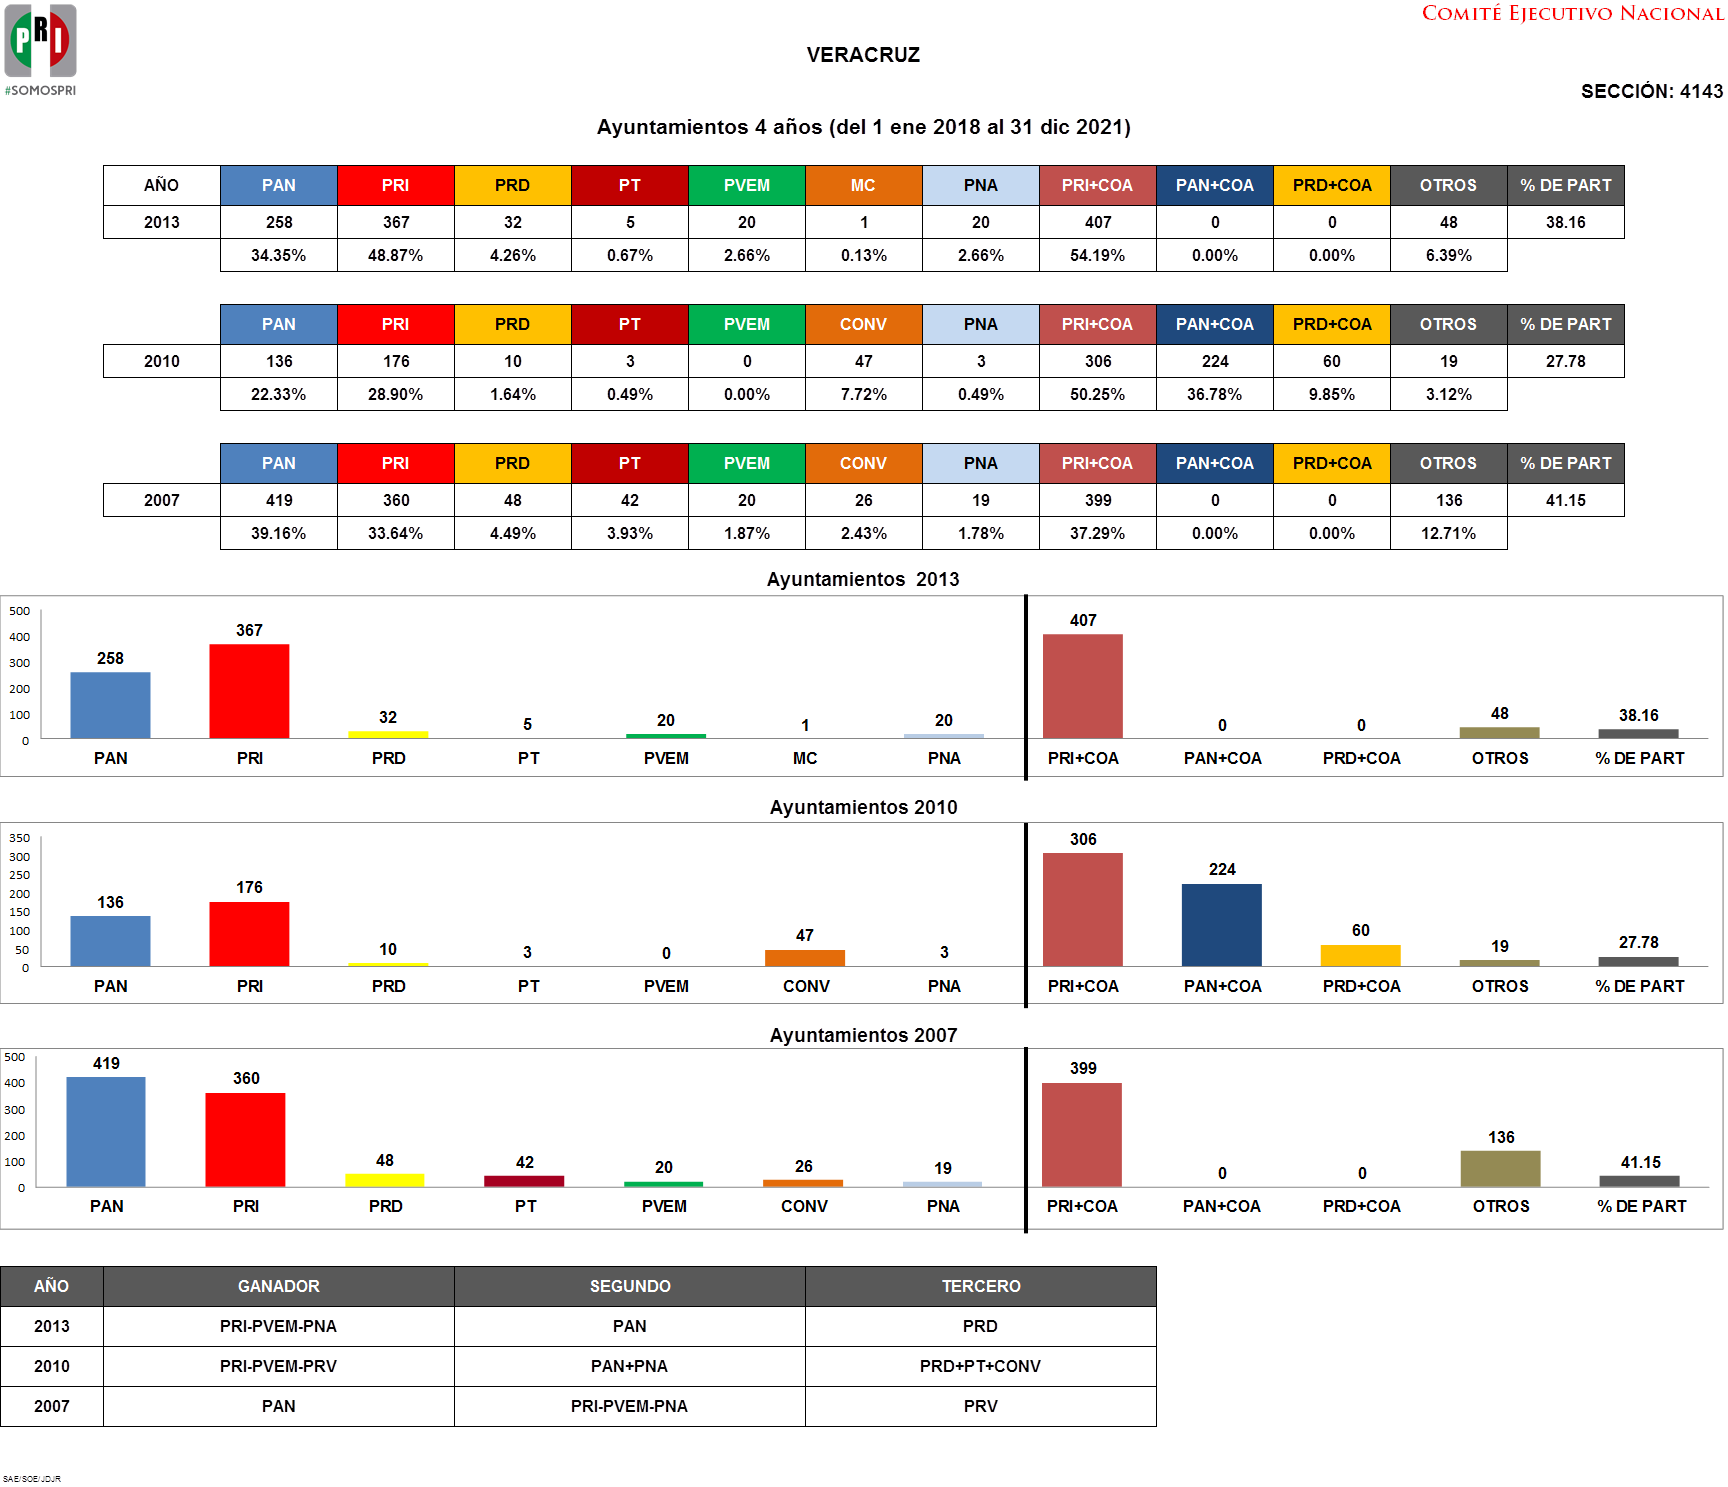 PRI
#SOMOSPRI
COMITÉ EJECUTIVO NACIONAL
VERACRUZ
SECCIÓN: 4143
Ayuntamientos 4 años (del 1 ene 2018 al 31 dic 2021)
AÑO PAN PRI PRD PT PVEM MC PNA PRI+COA PAN+COA PRD+COA OTROS % DE PART
2013 258 367 32 5 20 1 20 407 0 0 48 38.16
34.35% 48.87% 4.26% 0.67% 2.66% 0.13% 2.66% 54.19% 0.00% 0.00% 6.39%
PAN PRI PRD PT PVEM CONV PNA PRI+COA PAN+COA PRD+COA OTROS % DE PART
2010 136 176 10 3 0 47 3 306 224 60 19 27.78
22.33% 28.90% 1.64% 0.49% 0.00% 7.72% 0.49% 50.25% 36.78% 9.85% 3.12%
PAN PRI PRD PT PVEM CONV PNA PRI+COA PAN+COA PRD+COA OTROS % DE PART
2007 419 360 48 42 20 26 19 399 0 0 136 41.15
39.16% 33.64% 4.49% 3.93% 1.87% 2.43% 1.78% 37.29% 0.00% 0.00% 12.71%
Ayuntamientos 2013
500
400
300
200
100
0
258 367 32 5 20 1 20 407 0 0 48 38.16
PAN PRI PRD PT PVEM MC PNA PRI+COA PAN+COA PRD+COA OTROS % DE PART
Ayuntamientos 2010
350
300
250
200
150
100
50
0
136 176 10 3 0 47 3 306 224 60 19 27.78
PAN PRI PRD PT PVEM CONV PNA PRI+COA PAN+COA PRD+COA OTROS % DE PART
Ayuntamientos 2007
500
400
300
200
100
0
419 360 48 42 20 26 19 399 0 0 136 41.15
PAN PRI PRD PT PVEM CONV PNA PRI+COA PAN+COA PRD+COA OTROS % DE PART
AÑO GANADOR SEGUNDO TERCERO
2013 PRI-PVEM-PNA PAN PRD
2010 PRI-PVEM-PRV PAN+PNA PRD+PT+CONV
2007 PAN PRI-PVEM-PNA PRV
SAE/SOE/JDJR